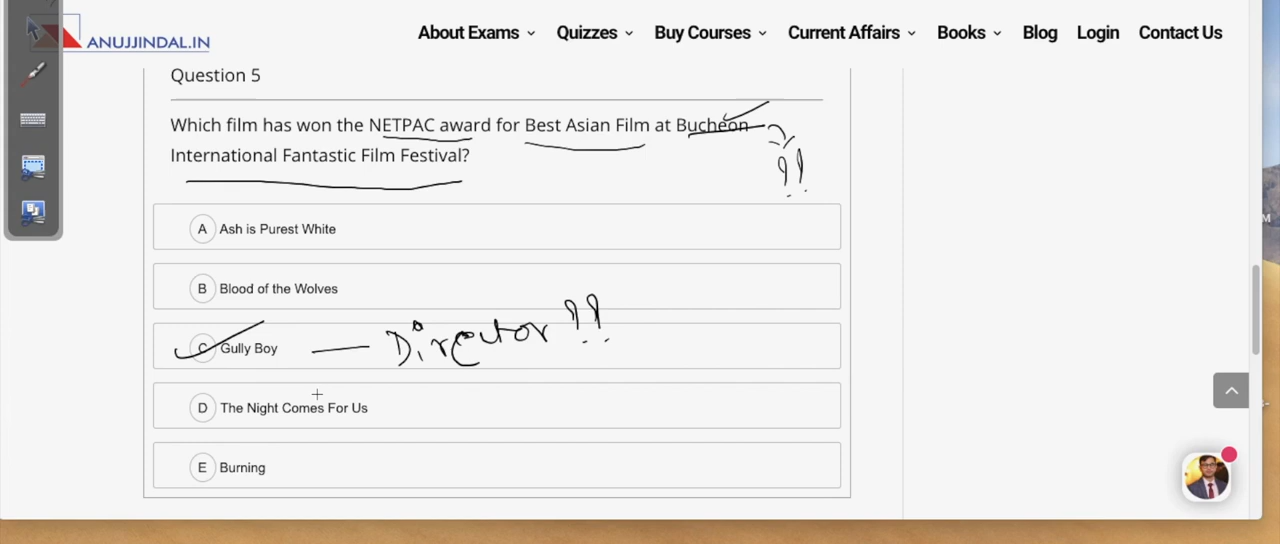 ANUJJINDAL.IN
About Exams Quizzes Buy Courses Current Affairs Books Blog Login Contact Us
Question 5
Which film has won the NETPAC award for Best Asian Film at Bucheon
International Fantastic Film Festival?
??
A Ash is Purest White
B Blood of the Wolves
C Gully Boy Director ??
D The Night Comes For Us
E Burning
M